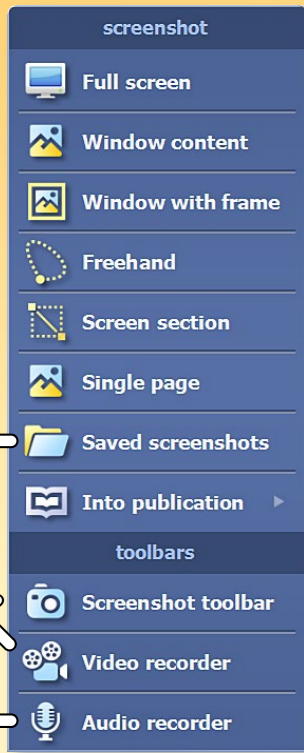 screenshot
Full screen
Window content
Window with frame
Freehand
Screen section
Single page
Saved screenshots
Into publication
toolbars
Screenshot toolbar
Video recorder
Audio recorder